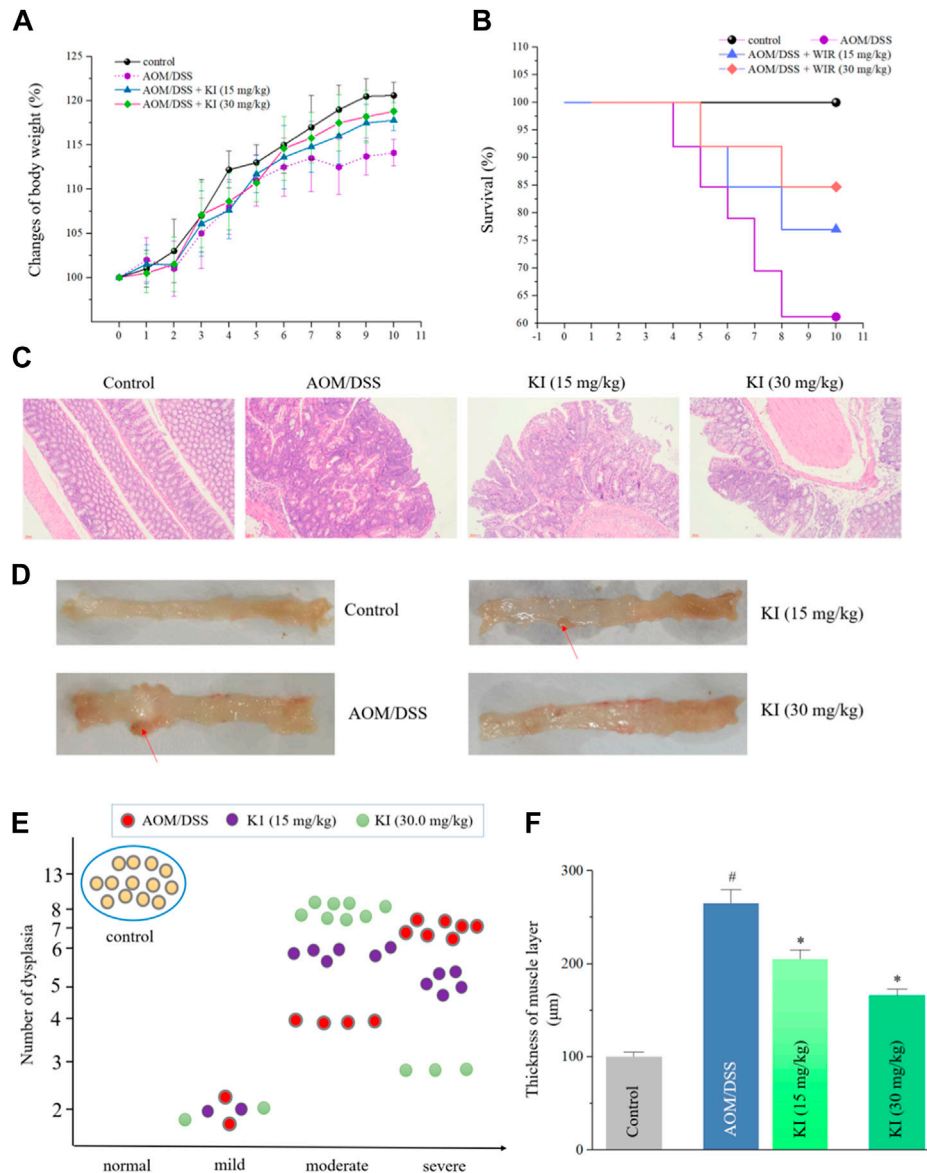 A
control
AOM/DSS
AOM/DSS + KI (15 mg/kg)
AOM/DSS + KI (30 mg/kg)
Changes of body weight (%)
120
115
110
105
100
0 1 2 3 4 5 6 7 8 9 10 11
B
control AOM/DSS
AOM/DSS + WIR (15 mg/kg)
AOM/DSS + WIR (30 mg/kg)
Survival (%)
110
105
100
95
90
85
80
75
70
65
60
-1 0 1 2 3 4 5 6 7 8 9 10 11
C
Control AOM/DSS KI (15 mg/kg) KI (30 mg/kg)
D
Control
KI (15 mg/kg)
AOM/DSS
KI (30 mg/kg)
E
AOM/DSS K1 (15 mg/kg) KI (30.0 mg/kg)
Number of dysplasia
13
8
7
6
5
4
3
2
control
normal mild moderate severe
F
Thickness of muscle layer
(μm)
300
200
100
0
#
*
*
Control
AOM/DSS
KI (15 mg/kg)
KI (30 mg/kg)